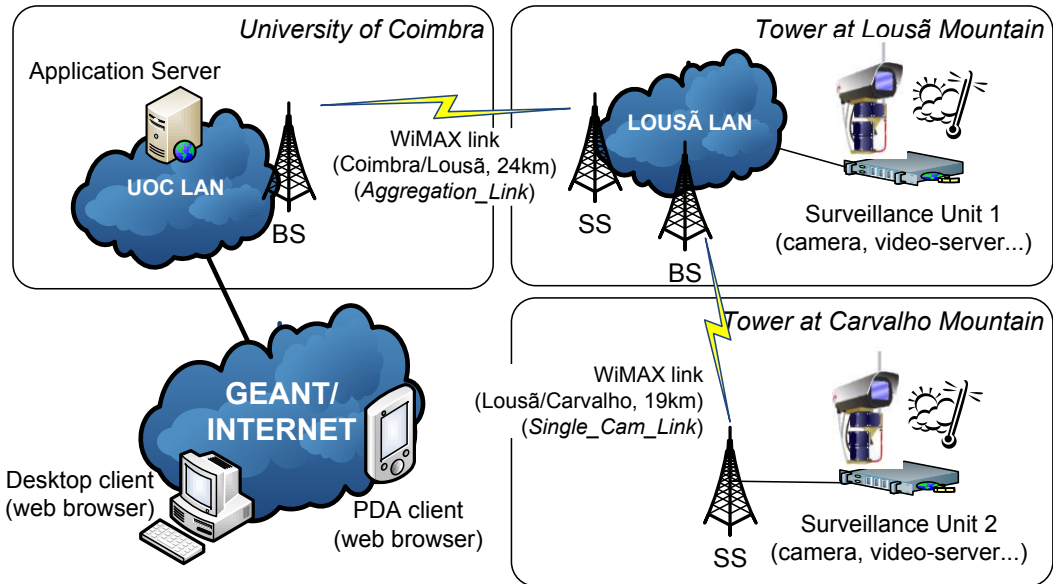 University of Coimbra
Application Server
UOC LAN
BS
WiMAX link
(Coimbra/Lousã, 24km)
(Aggregation_Link)
Tower at Lousã Mountain
LOUSÃ LAN
SS
BS
Surveillance Unit 1
(camera, video-server...)
GEANT/
INTERNET
Desktop client
(web browser)
PDA client
(web browser)
Tower at Carvalho Mountain
WiMAX link
(Lousã/Carvalho, 19km)
(Single_Cam_Link)
SS
Surveillance Unit 2
(camera, video-server...)